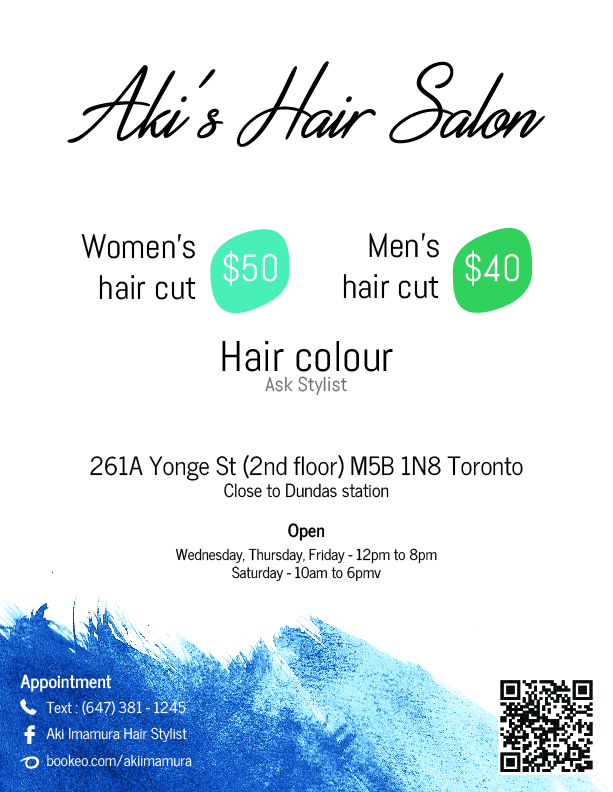 Aki's Hair Salon
Women's
hair cut
$50
Men's
hair cut
$40
Hair colour
Ask Stylist
261A Yonge St (2nd floor) M5B 1N8 Toronto
Close to Dundas station
Open
Wednesday, Thursday, Friday - 12pm to 8pm
Saturday - 10am to 6pmv
Appointment
Text : (647) 381 - 1245
Aki Imamura Hair Stylist
bookeo.com/akiimamura